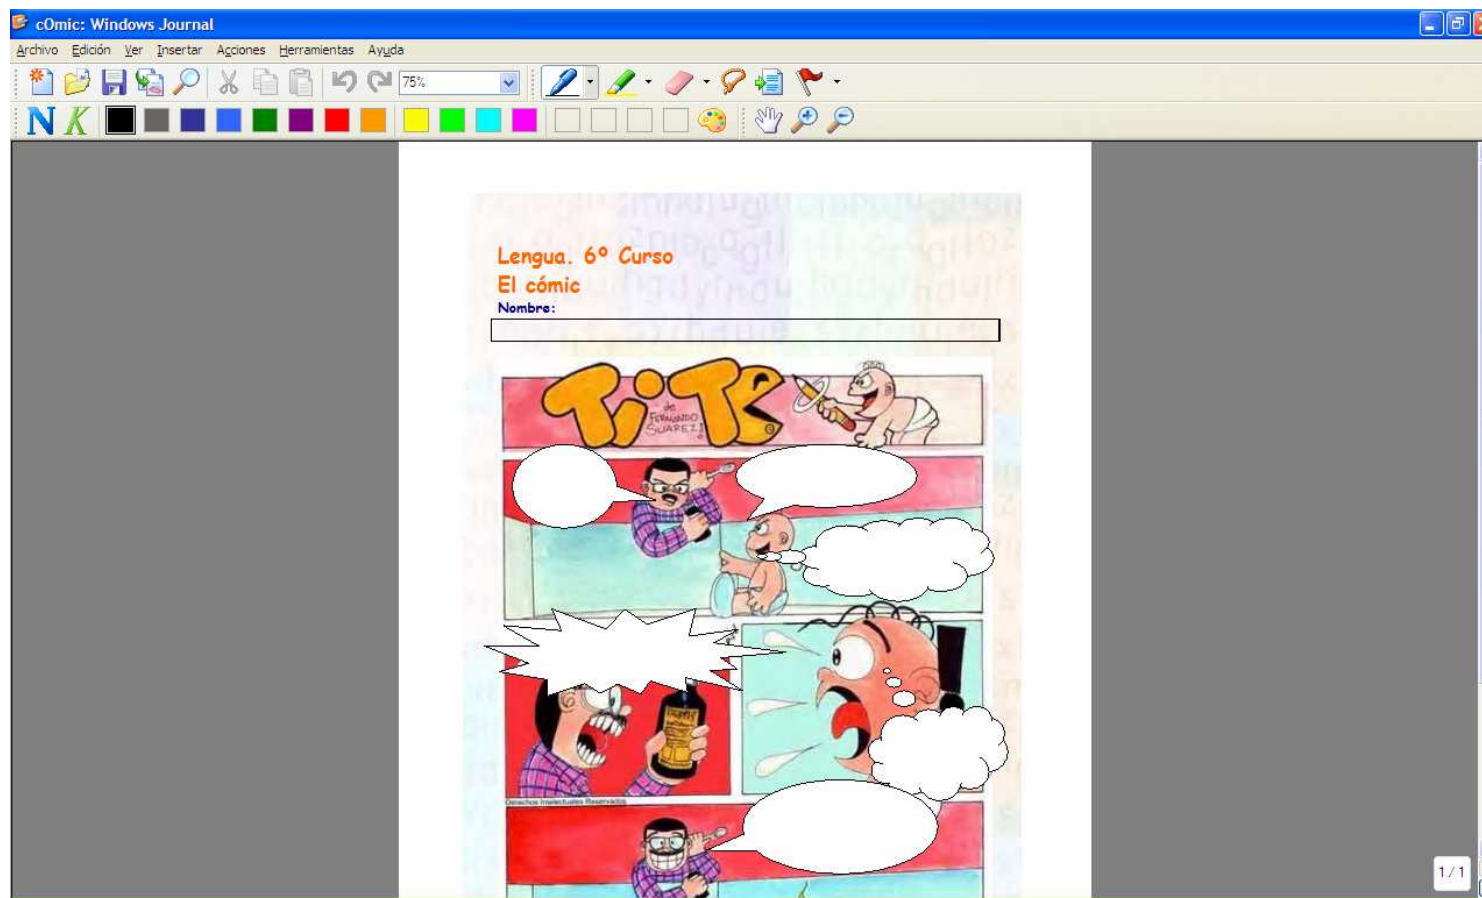 cOmic: Windows Journal
Archivo Edición Ver Insertar Acciones Herramientas Ayuda
75%
N K
Lengua. 6º Curso
El cómic
Nombre:
TiTe
de
FERNANDO
SUAREZ!
Derechos Intelectuales Reservados
1 / 1